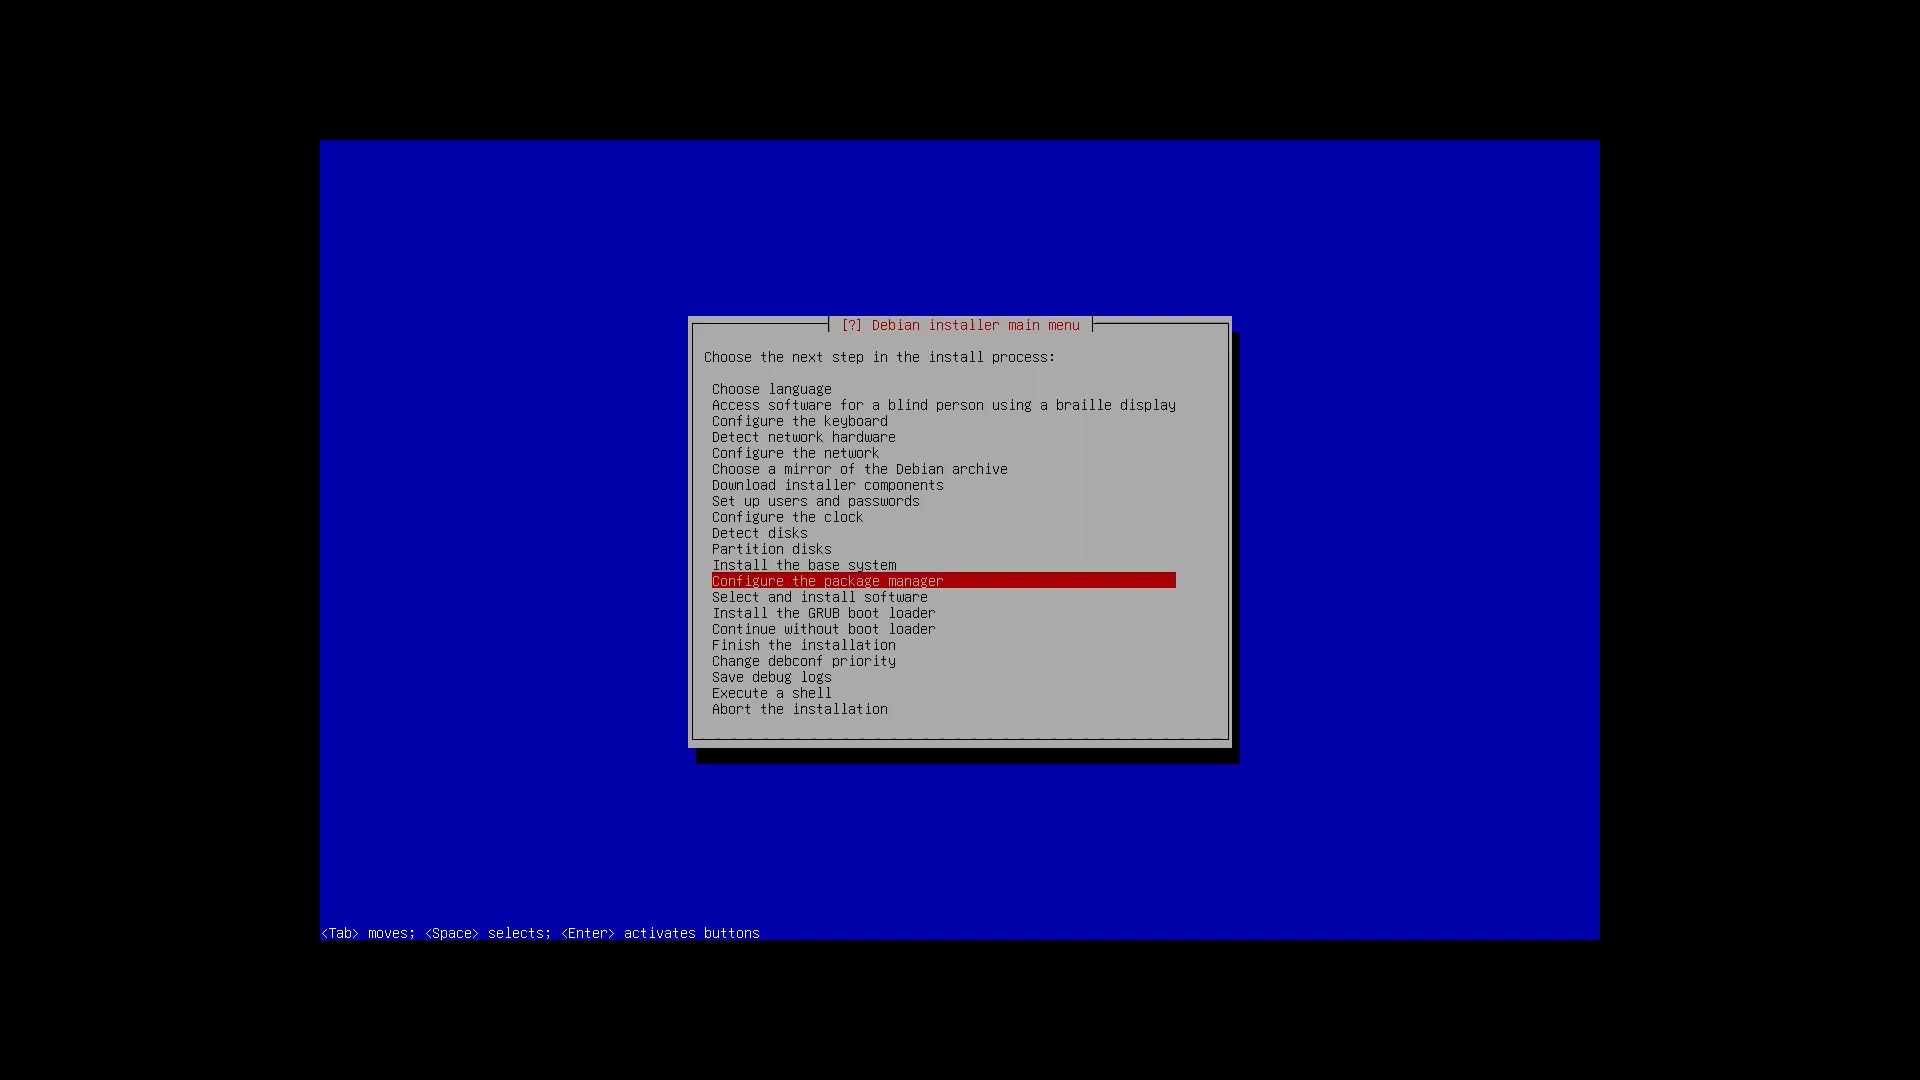 [?] Debian installer main menu
Choose the next step in the install process:
Choose language
Access software for a blind person using a braille display
Configure the keyboard
Detect network hardware
Configure the network
Choose a mirror of the Debian archive
Download installer components
Set up users and passwords
Configure the clock
Detect disks
Partition disks
Install the base system
Configure the package manager
Select and install software
Install the GRUB boot loader
Continue without boot loader
Finish the installation
Change debconf priority
Save debug logs
Execute a shell
Abort the installation
<Tab> moves; <Space> selects; <Enter> activates buttons